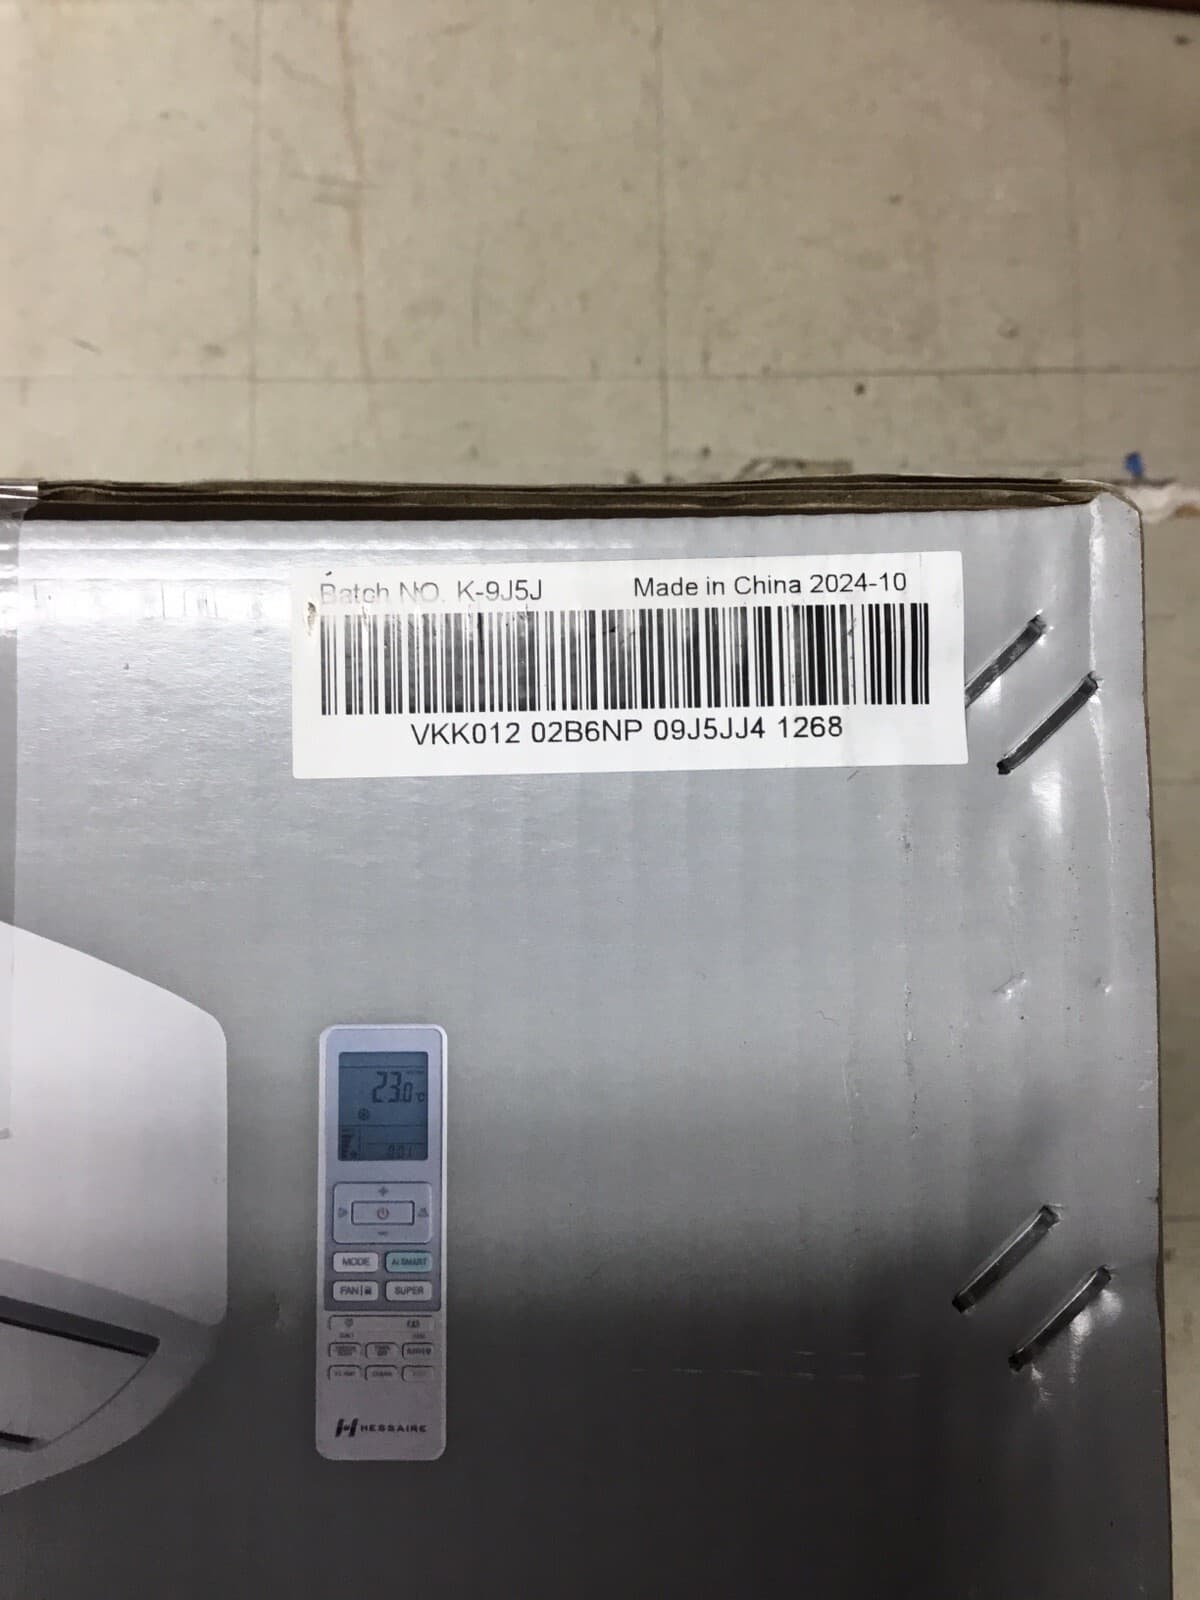 Batch NO. K-9J5J Made in China 2024-10
VKK012 02B6NP 09J5JJ4 1268
23.0 °C
MODE AI SMART
FAN SUPER
HESSAIRE